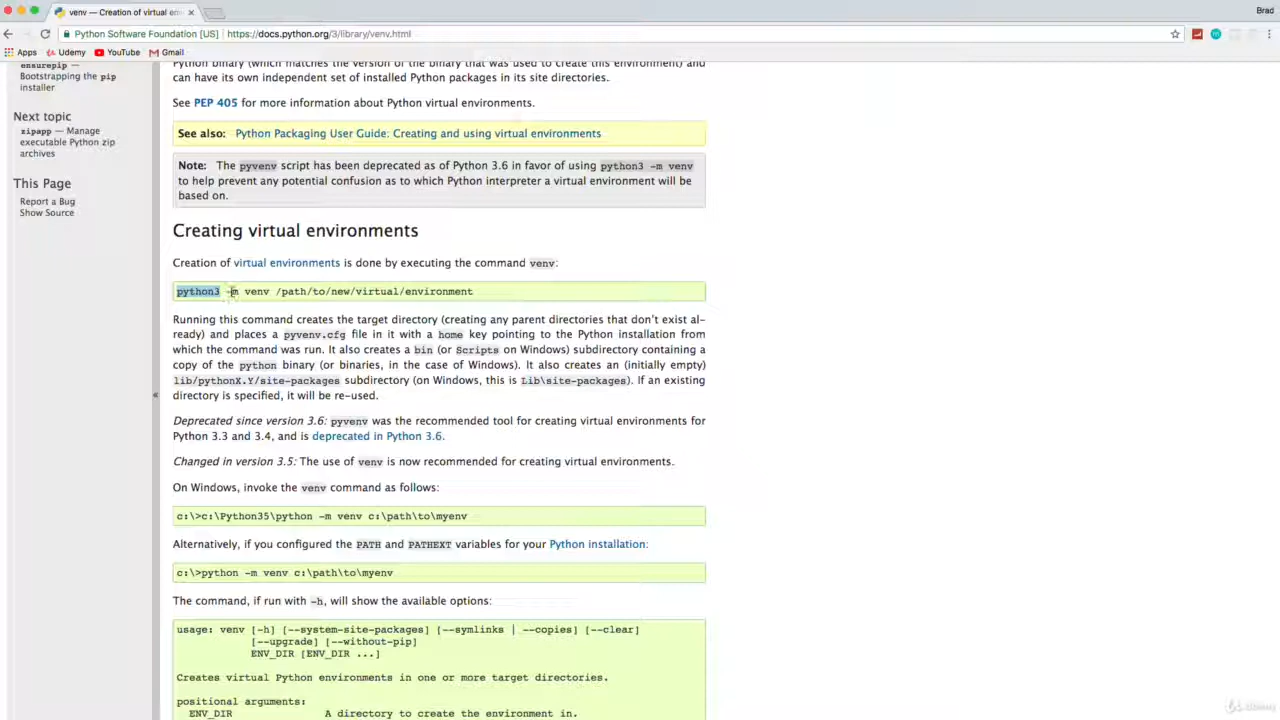 venv — Creation of virtual env
Brad
Python Software Foundation [US]
https://docs.python.org/3/library/venv.html
Apps
Udemy
YouTube
Gmail
ensurepip —
Bootstrapping the pip
installer
Next topic
zipapp — Manage
executable Python zip
archives
This Page
Report a Bug
Show Source
«
Python binary (which matches the version of the binary that was used to create this environment) and
can have its own independent set of installed Python packages in its site directories.
See PEP 405 for more information about Python virtual environments.
See also: Python Packaging User Guide: Creating and using virtual environments
Note: The pyvenv script has been deprecated as of Python 3.6 in favor of using python3 -m venv
to help prevent any potential confusion as to which Python interpreter a virtual environment will be
based on.
Creating virtual environments
Creation of virtual environments is done by executing the command venv:
python3 -m venv /path/to/new/virtual/environment
Running this command creates the target directory (creating any parent directories that don't exist al-
ready) and places a pyvenv.cfg file in it with a home key pointing to the Python installation from
which the command was run. It also creates a bin (or Scripts on Windows) subdirectory containing a
copy of the python binary (or binaries, in the case of Windows). It also creates an (initially empty)
lib/pythonX.Y/site-packages subdirectory (on Windows, this is Lib\site-packages). If an existing
directory is specified, it will be re-used.
Deprecated since version 3.6: pyvenv was the recommended tool for creating virtual environments for
Python 3.3 and 3.4, and is deprecated in Python 3.6.
Changed in version 3.5: The use of venv is now recommended for creating virtual environments.
On Windows, invoke the venv command as follows:
c:\>c:\Python35\python -m venv c:\path\to\myenv
Alternatively, if you configured the PATH and PATHEXT variables for your Python installation:
c:\>python -m venv c:\path\to\myenv
The command, if run with -h, will show the available options:
usage: venv [-h] [--system-site-packages] [--symlinks | --copies] [--clear]
[--upgrade] [--without-pip]
ENV_DIR [ENV_DIR ...]
Creates virtual Python environments in one or more target directories.
positional arguments:
ENV_DIR A directory to create the environment in.
Udemy